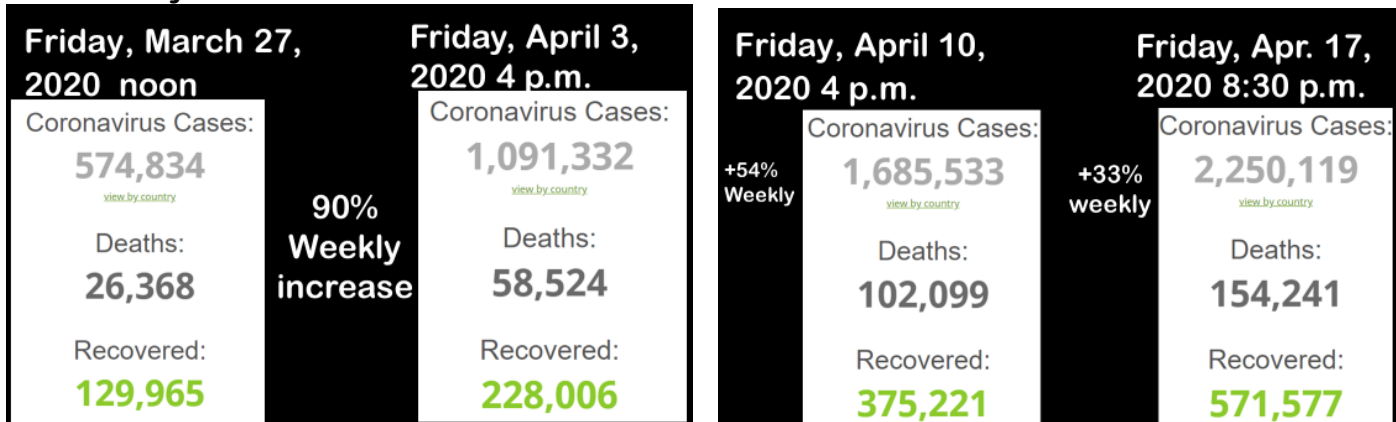 Friday, March 27,
2020 noon
Coronavirus Cases:
574,834
view by country
Deaths:
26,368
Recovered:
129,965
90%
Weekly
increase
Friday, April 3,
2020 4 p.m.
Coronavirus Cases:
1,091,332
view by country
Deaths:
58,524
Recovered:
228,006
Friday, April 10,
2020 4 p.m.
+54%
Weekly
Coronavirus Cases:
1,685,533
view by country
Deaths:
102,099
Recovered:
375,221
+33%
weekly
Friday, Apr. 17,
2020 8:30 p.m.
Coronavirus Cases:
2,250,119
view by country
Deaths:
154,241
Recovered:
571,577